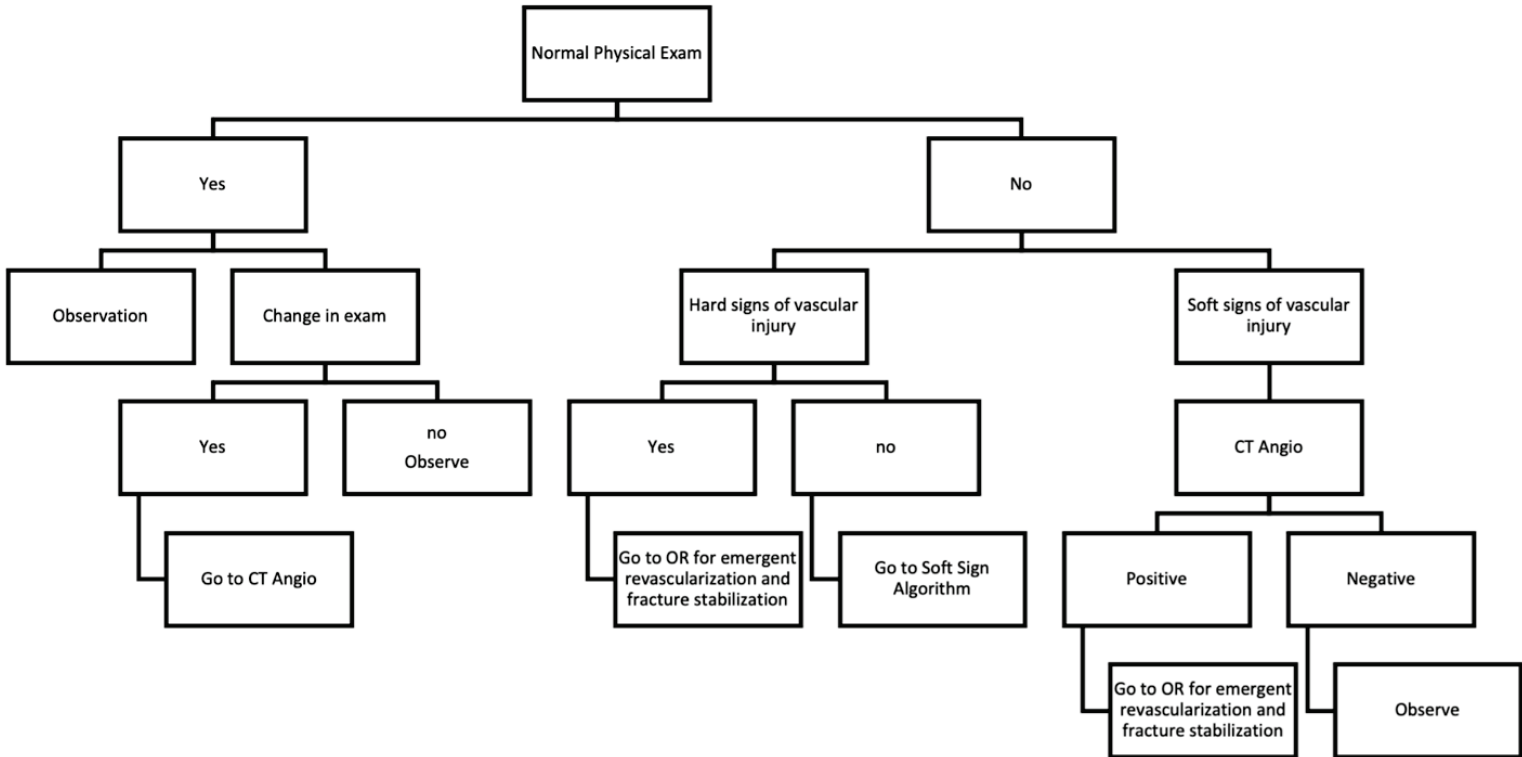 Normal Physical Exam
Yes
No
Observation
Change in exam
Hard signs of vascular
injury
Soft signs of vascular
injury
Yes
no
Observe
Yes
no
CT Angio
Go to CT Angio
Go to OR for emergent
revascularization and
fracture stabilization
Go to Soft Sign
Algorithm
Positive
Negative
Go to OR for emergent
revascularization and
fracture stabilization
Observe